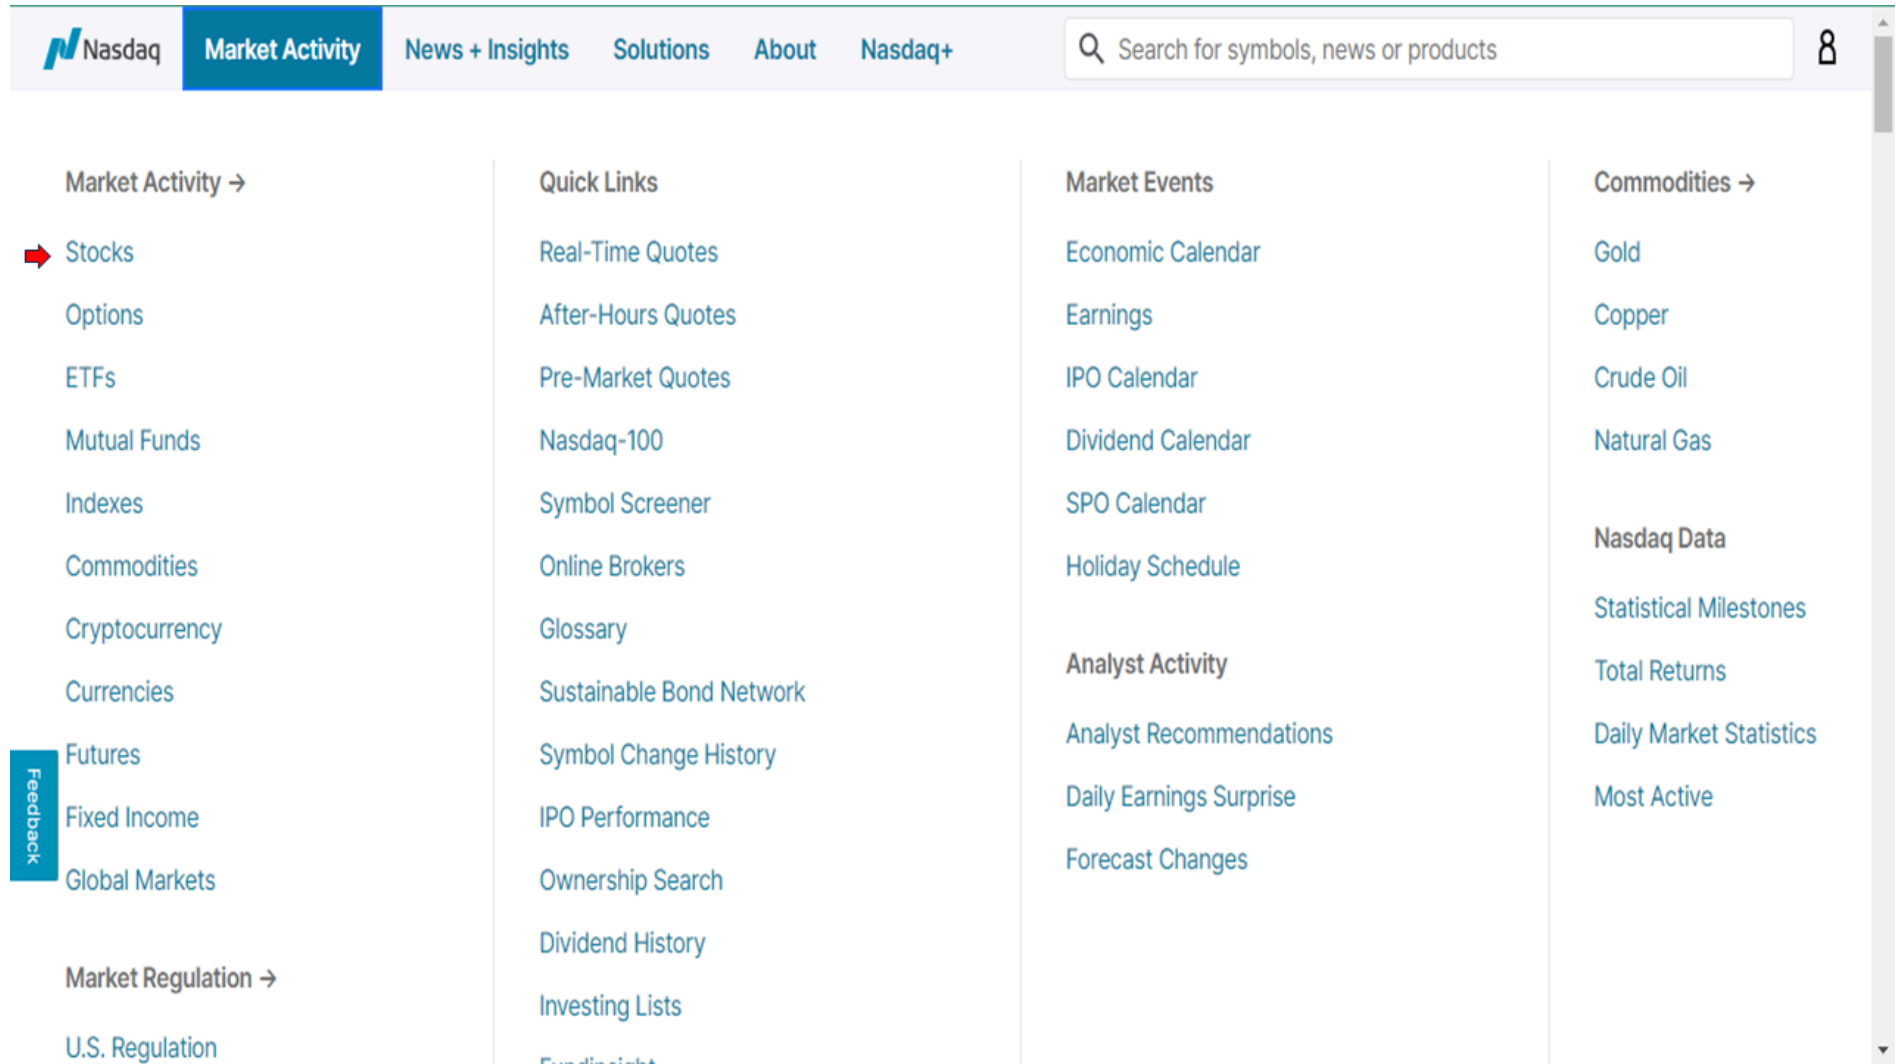 Nasdaq
Market Activity
News + Insights
Solutions
About
Nasdaq+
Search for symbols, news or products
Market Activity →
Stocks
Options
ETFs
Mutual Funds
Indexes
Commodities
Cryptocurrency
Currencies
Futures
Fixed Income
Global Markets
Market Regulation →
U.S. Regulation
Feedback
Quick Links
Real-Time Quotes
After-Hours Quotes
Pre-Market Quotes
Nasdaq-100
Symbol Screener
Online Brokers
Glossary
Sustainable Bond Network
Symbol Change History
IPO Performance
Ownership Search
Dividend History
Investing Lists
Market Events
Economic Calendar
Earnings
IPO Calendar
Dividend Calendar
SPO Calendar
Holiday Schedule
Analyst Activity
Analyst Recommendations
Daily Earnings Surprise
Forecast Changes
Commodities →
Gold
Copper
Crude Oil
Natural Gas
Nasdaq Data
Statistical Milestones
Total Returns
Daily Market Statistics
Most Active